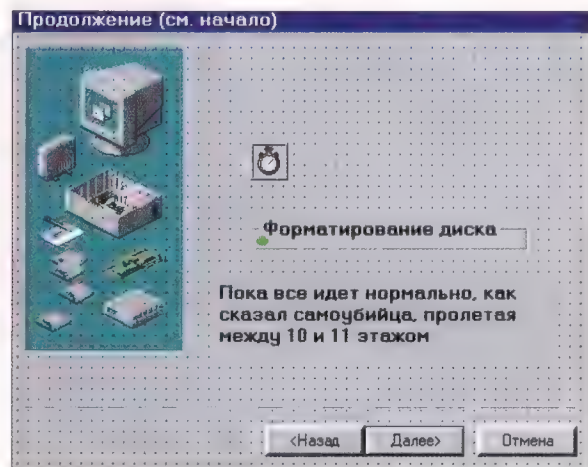 Продолжение (см. начало)
Форматирование диска
Пока все идет нормально, как
сказал самоубийца, пролетая
между 10 и 11 этажом
<Назад
Далее>
Отмена